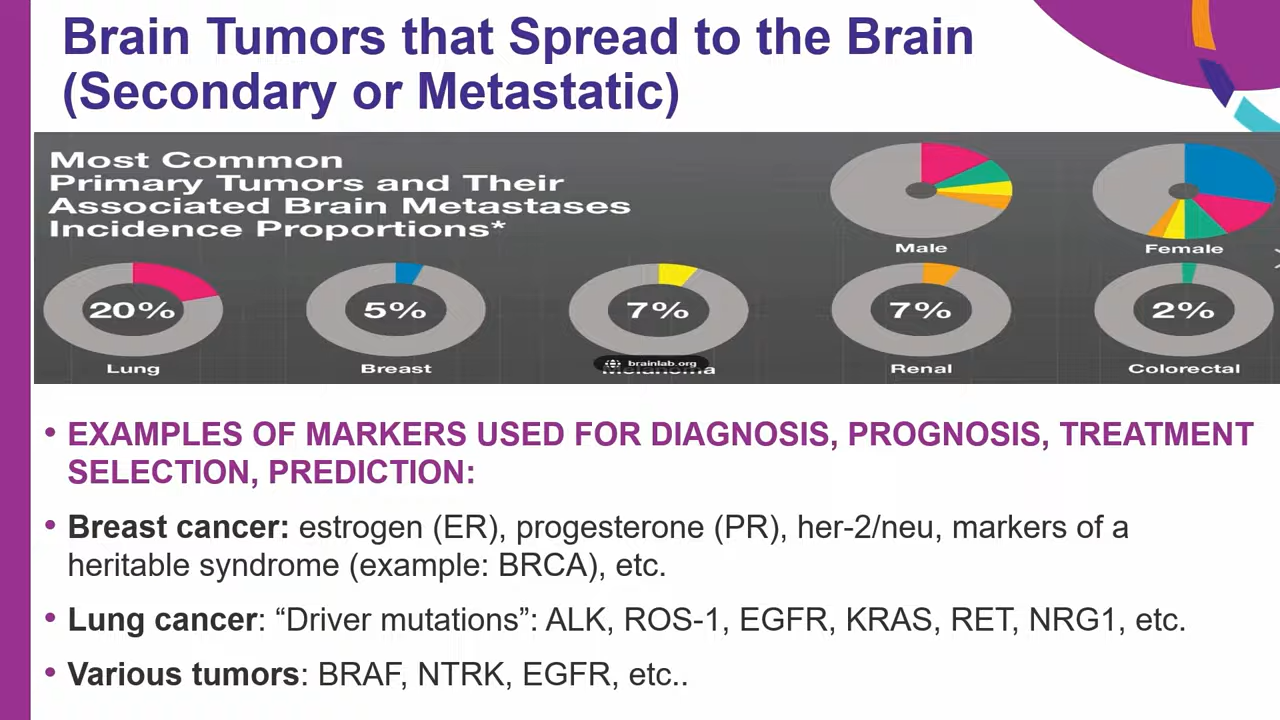 Brain Tumors that Spread to the Brain
(Secondary or Metastatic)
Most Common
Primary Tumors and Their
Associated Brain Metastases
Incidence Proportions*
Male
Female
20%
5%
7%
7%
2%
brainlab.org
Lung
Breast
Melanoma
Renal
Colorectal
• EXAMPLES OF MARKERS USED FOR DIAGNOSIS, PROGNOSIS, TREATMENT
SELECTION, PREDICTION:
• Breast cancer: estrogen (ER), progesterone (PR), her-2/neu, markers of a
heritable syndrome (example: BRCA), etc.
• Lung cancer: “Driver mutations”: ALK, ROS-1, EGFR, KRAS, RET, NRG1, etc.
• Various tumors: BRAF, NTRK, EGFR, etc..